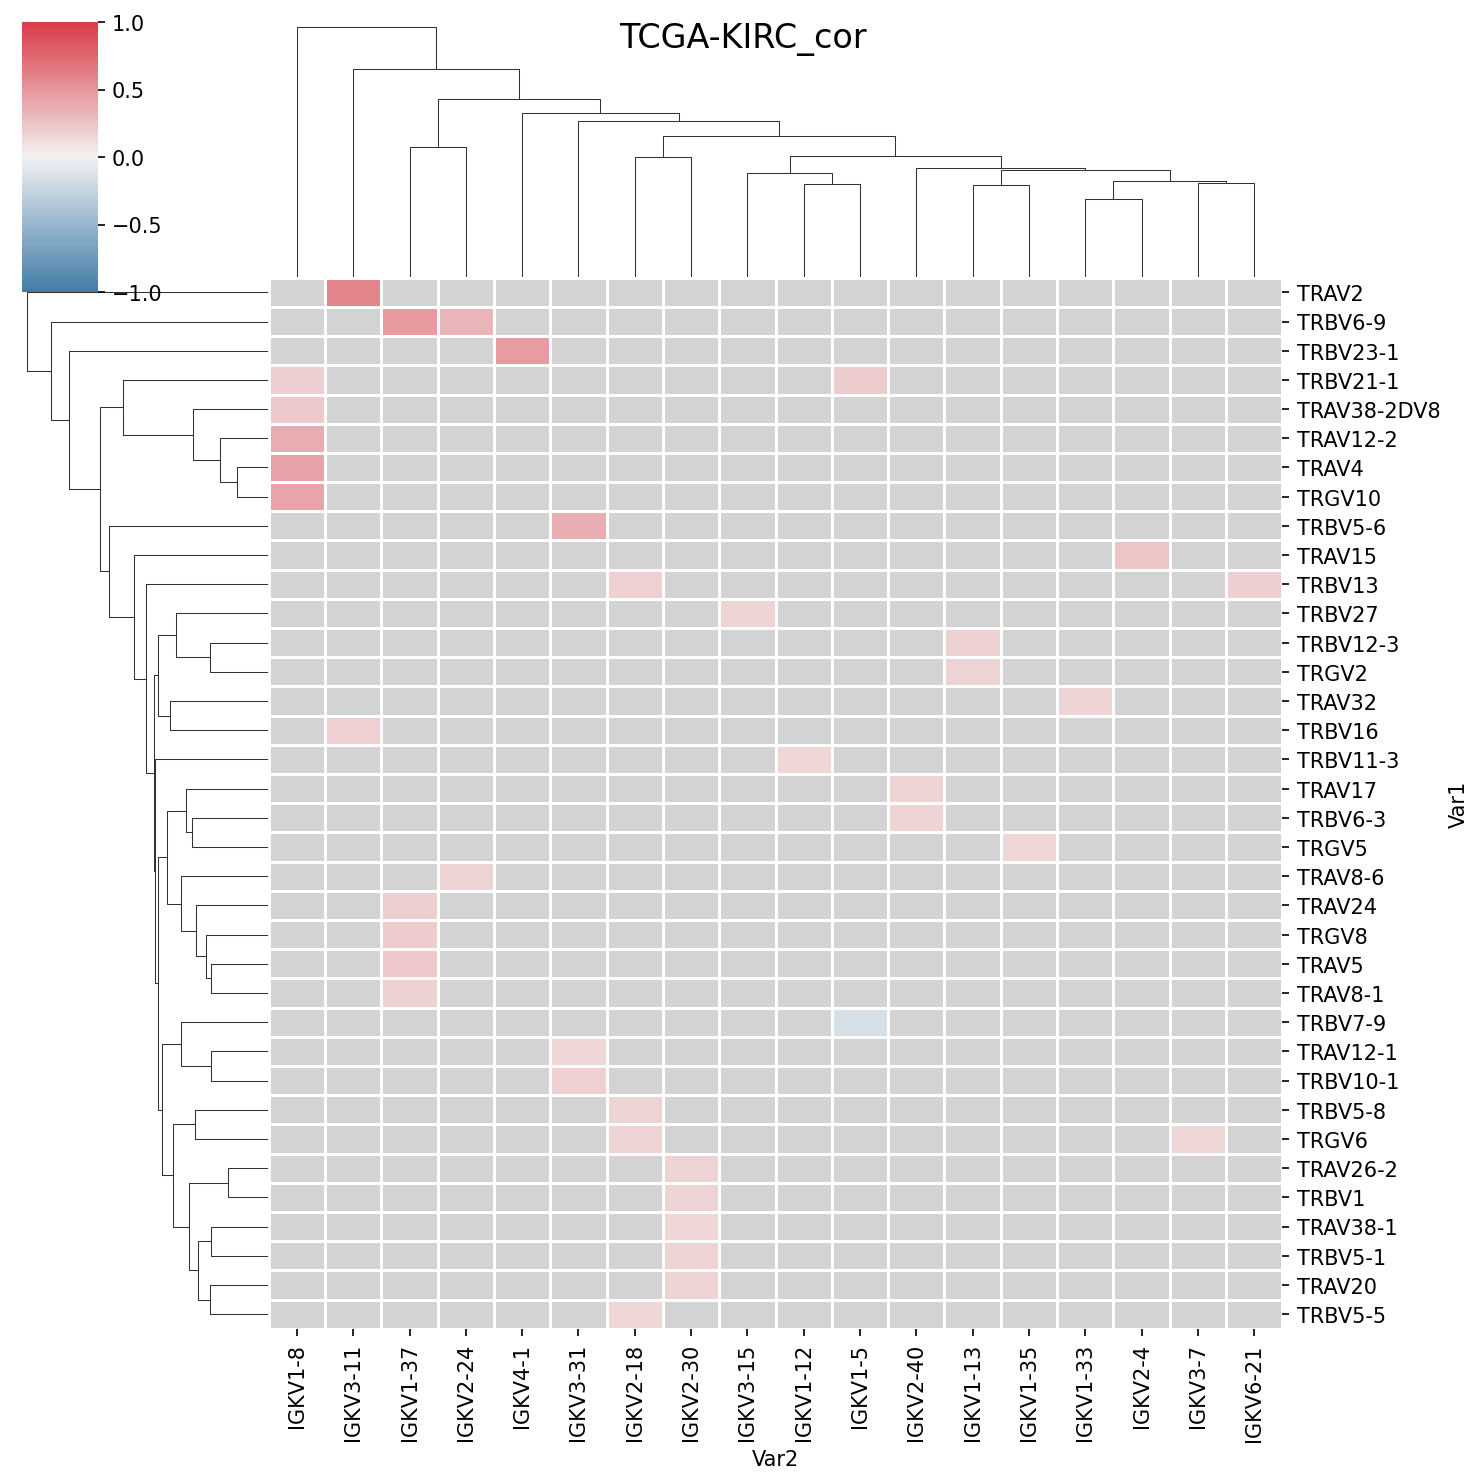 TCGA-KIRC_cor
1.0
0.5
0.0
−0.5
−1.0
TRAV2
TRBV6-9
TRBV23-1
TRBV21-1
TRAV38-2DV8
TRAV12-2
TRAV4
TRGV10
TRBV5-6
TRAV15
TRBV13
TRBV27
TRBV12-3
TRGV2
TRAV32
TRBV16
TRBV11-3
TRAV17
TRBV6-3
TRGV5
TRAV8-6
TRAV24
TRGV8
TRAV5
TRAV8-1
TRBV7-9
TRAV12-1
TRBV10-1
TRBV5-8
TRGV6
TRAV26-2
TRBV1
TRAV38-1
TRBV5-1
TRAV20
TRBV5-5
Var1
IGKV1-8
IGKV3-11
IGKV1-37
IGKV2-24
IGKV4-1
IGKV3-31
IGKV2-18
IGKV2-30
IGKV3-15
IGKV1-12
IGKV1-5
IGKV2-40
IGKV1-13
IGKV1-35
IGKV1-33
IGKV2-4
IGKV3-7
IGKV6-21
Var2